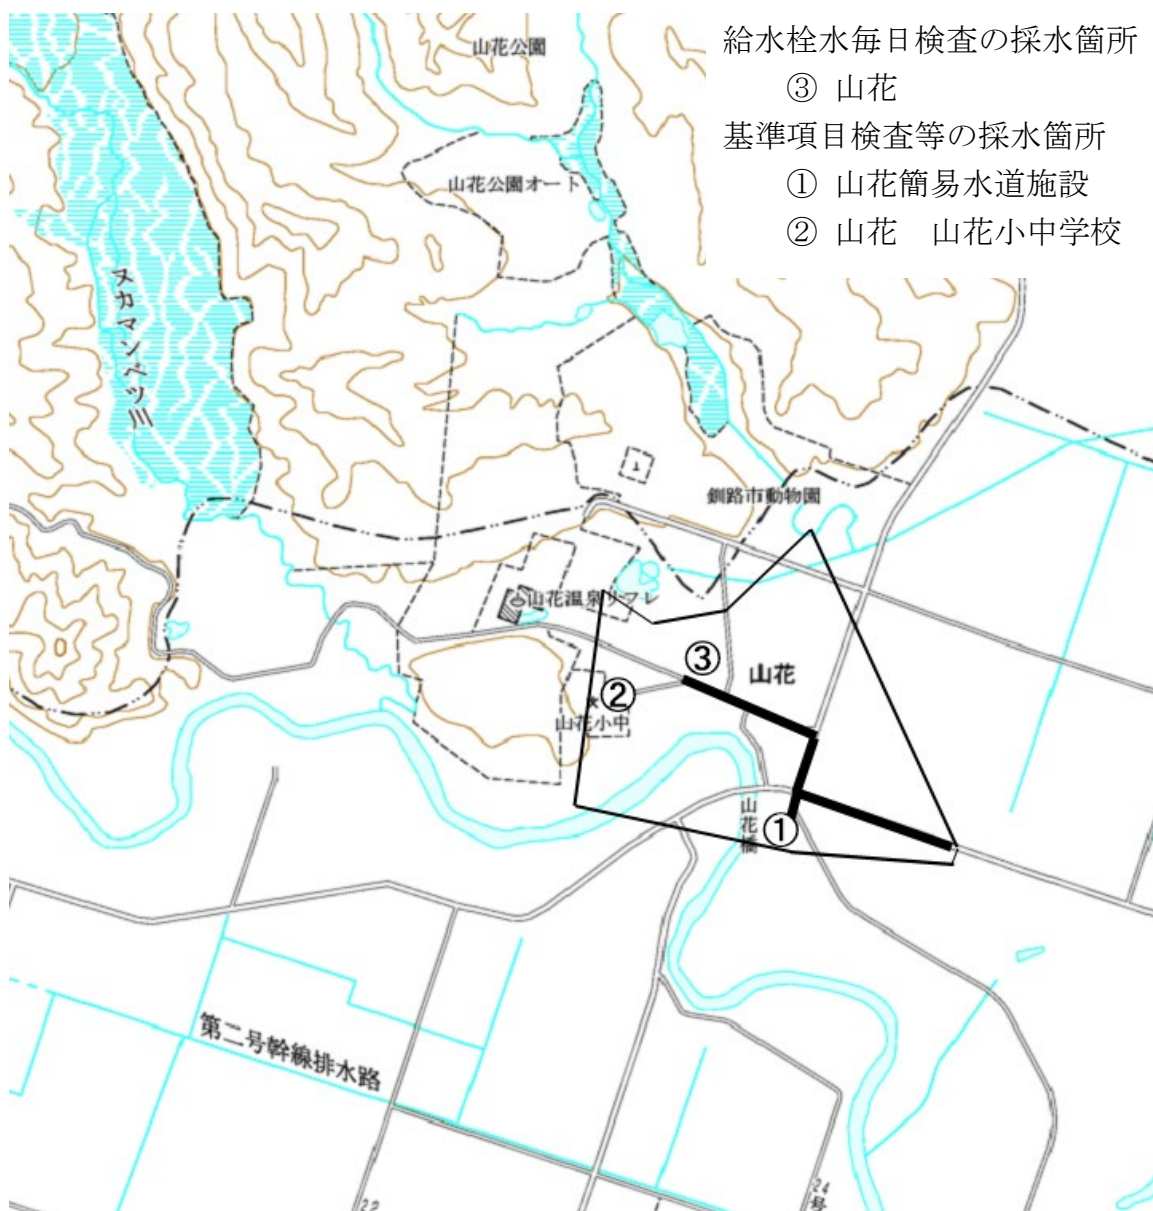 給水栓水毎日検査の採水箇所
③ 山花
基準項目検査等の採水箇所
① 山花簡易水道施設
② 山花　山花小中学校
山花公園
山花公園オート
ヌカマンベツ川
釧路市動物園
山花温泉リフレ
③
山花
②
山花小中
①
山花橋
第二号幹線排水路
22
24号